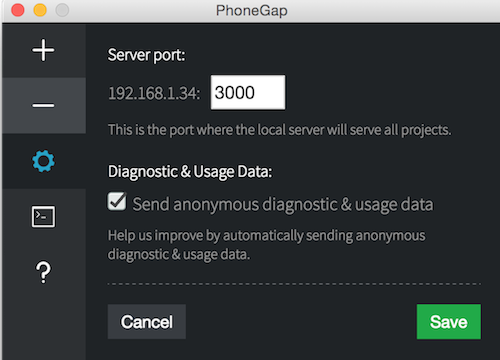 PhoneGap
Server port:
192.168.1.34: 3000
This is the port where the local server will serve all projects.
Diagnostic & Usage Data:
Send anonymous diagnostic & usage data
Help us improve by automatically sending anonymous
diagnostic & usage data.
Cancel Save